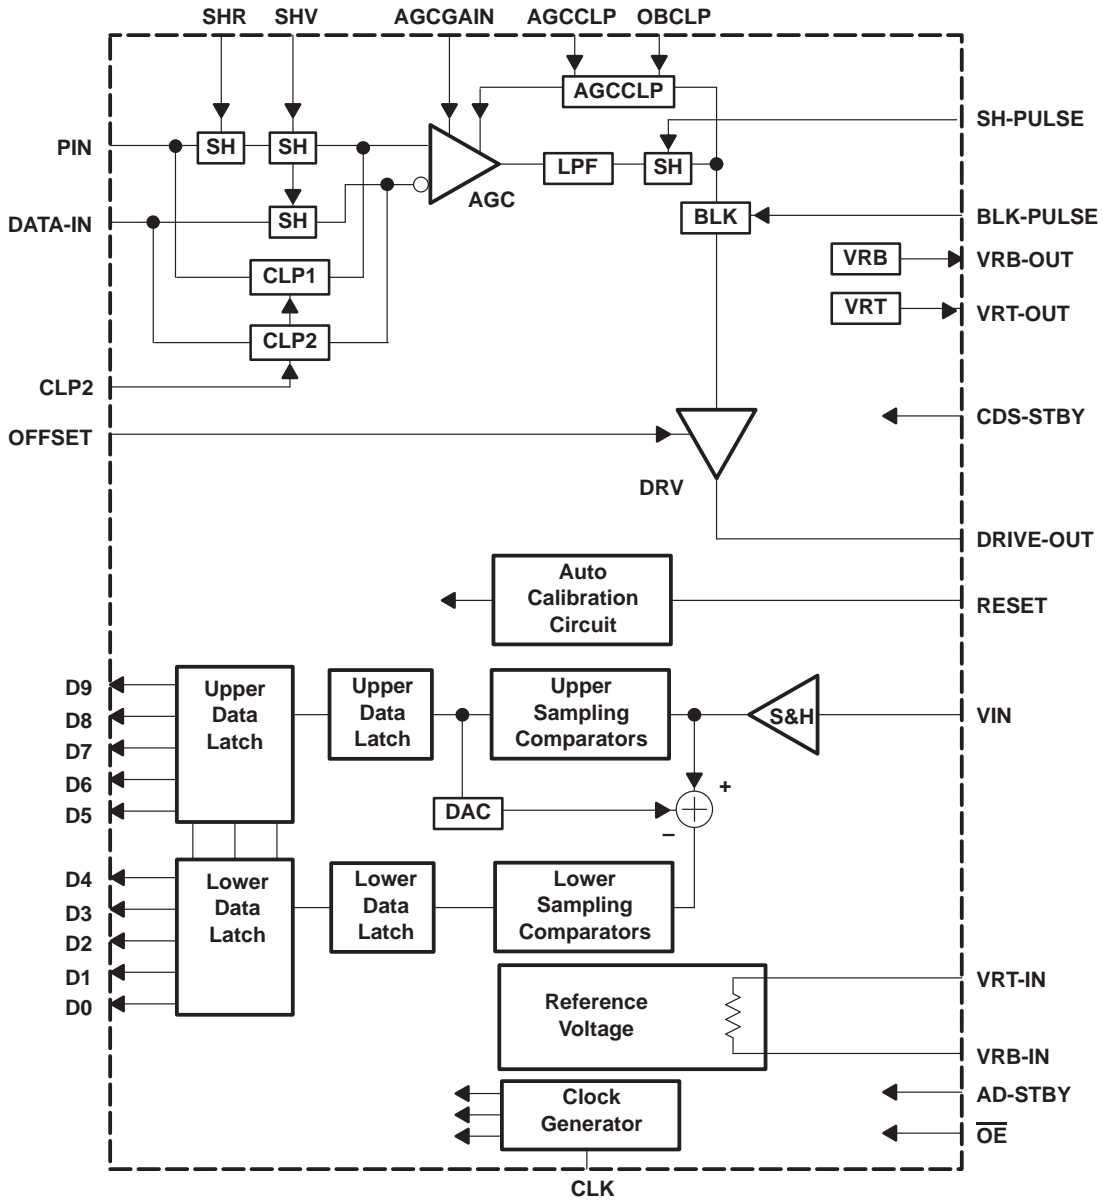 SHR SHV AGCGAIN AGCCLP OBCLP
AGCCLP
SH-PULSE
PIN
SH
SH
LPF
SH
AGC
DATA-IN
SH
BLK
BLK-PULSE
CLP1
VRB
VRB-OUT
VRT
VRT-OUT
CLP2
CLP2
CDS-STBY
OFFSET
DRV
DRIVE-OUT
Auto
Calibration
Circuit
RESET
D9
D8
D7
D6
D5
Upper
Data
Latch
Upper
Data
Latch
Upper
Sampling
Comparators
S&H
VIN
DAC
+
−
D4
D3
D2
D1
D0
Lower
Data
Latch
Lower
Data
Latch
Lower
Sampling
Comparators
Reference
Voltage
VRT-IN
VRB-IN
Clock
Generator
AD-STBY
O̅E̅
CLK